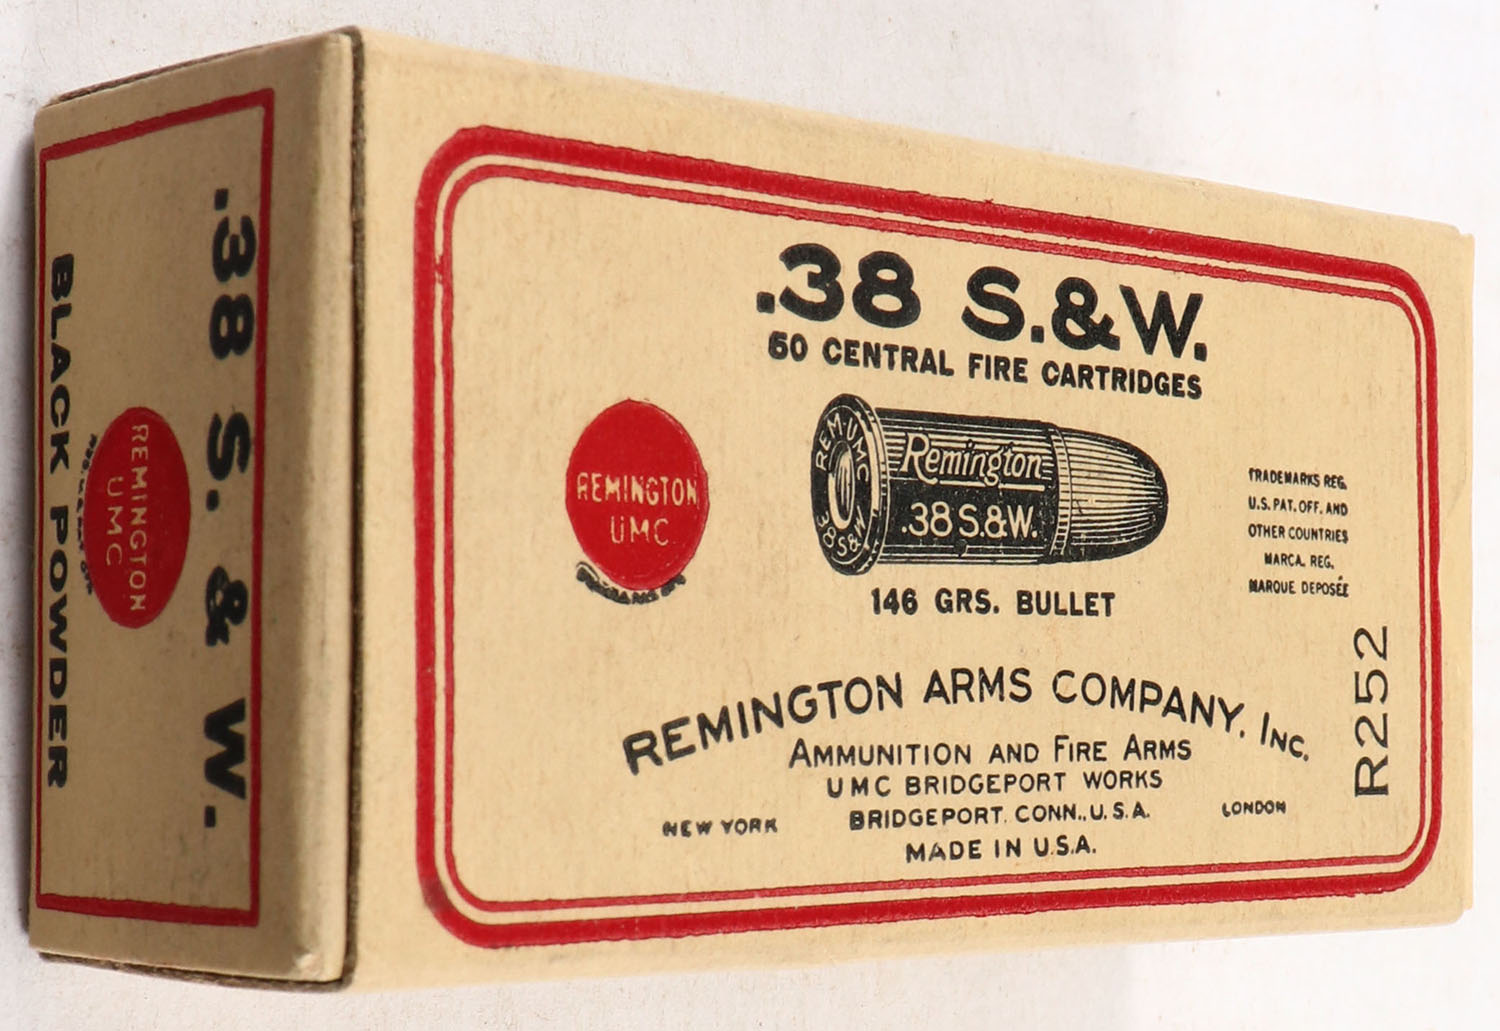 .38 S. & W.
BLACK POWDER
REMINGTON
UMC
.38 S.&W.
50 CENTRAL FIRE CARTRIDGES
REMINGTON
UMC
REM-UMC
38 S&W.
Remington
.38 S.&W.
146 GRS. BULLET
TRADEMARKS REG.
U.S. PAT. OFF. AND
OTHER COUNTRIES
MARCA. REG.
MARQUE DEPOSÉE
R252
REMINGTON ARMS COMPANY, INC.
AMMUNITION AND FIRE ARMS
UMC BRIDGEPORT WORKS
BRIDGEPORT, CONN., U.S.A.
NEW YORK
LONDON
MADE IN U.S.A.